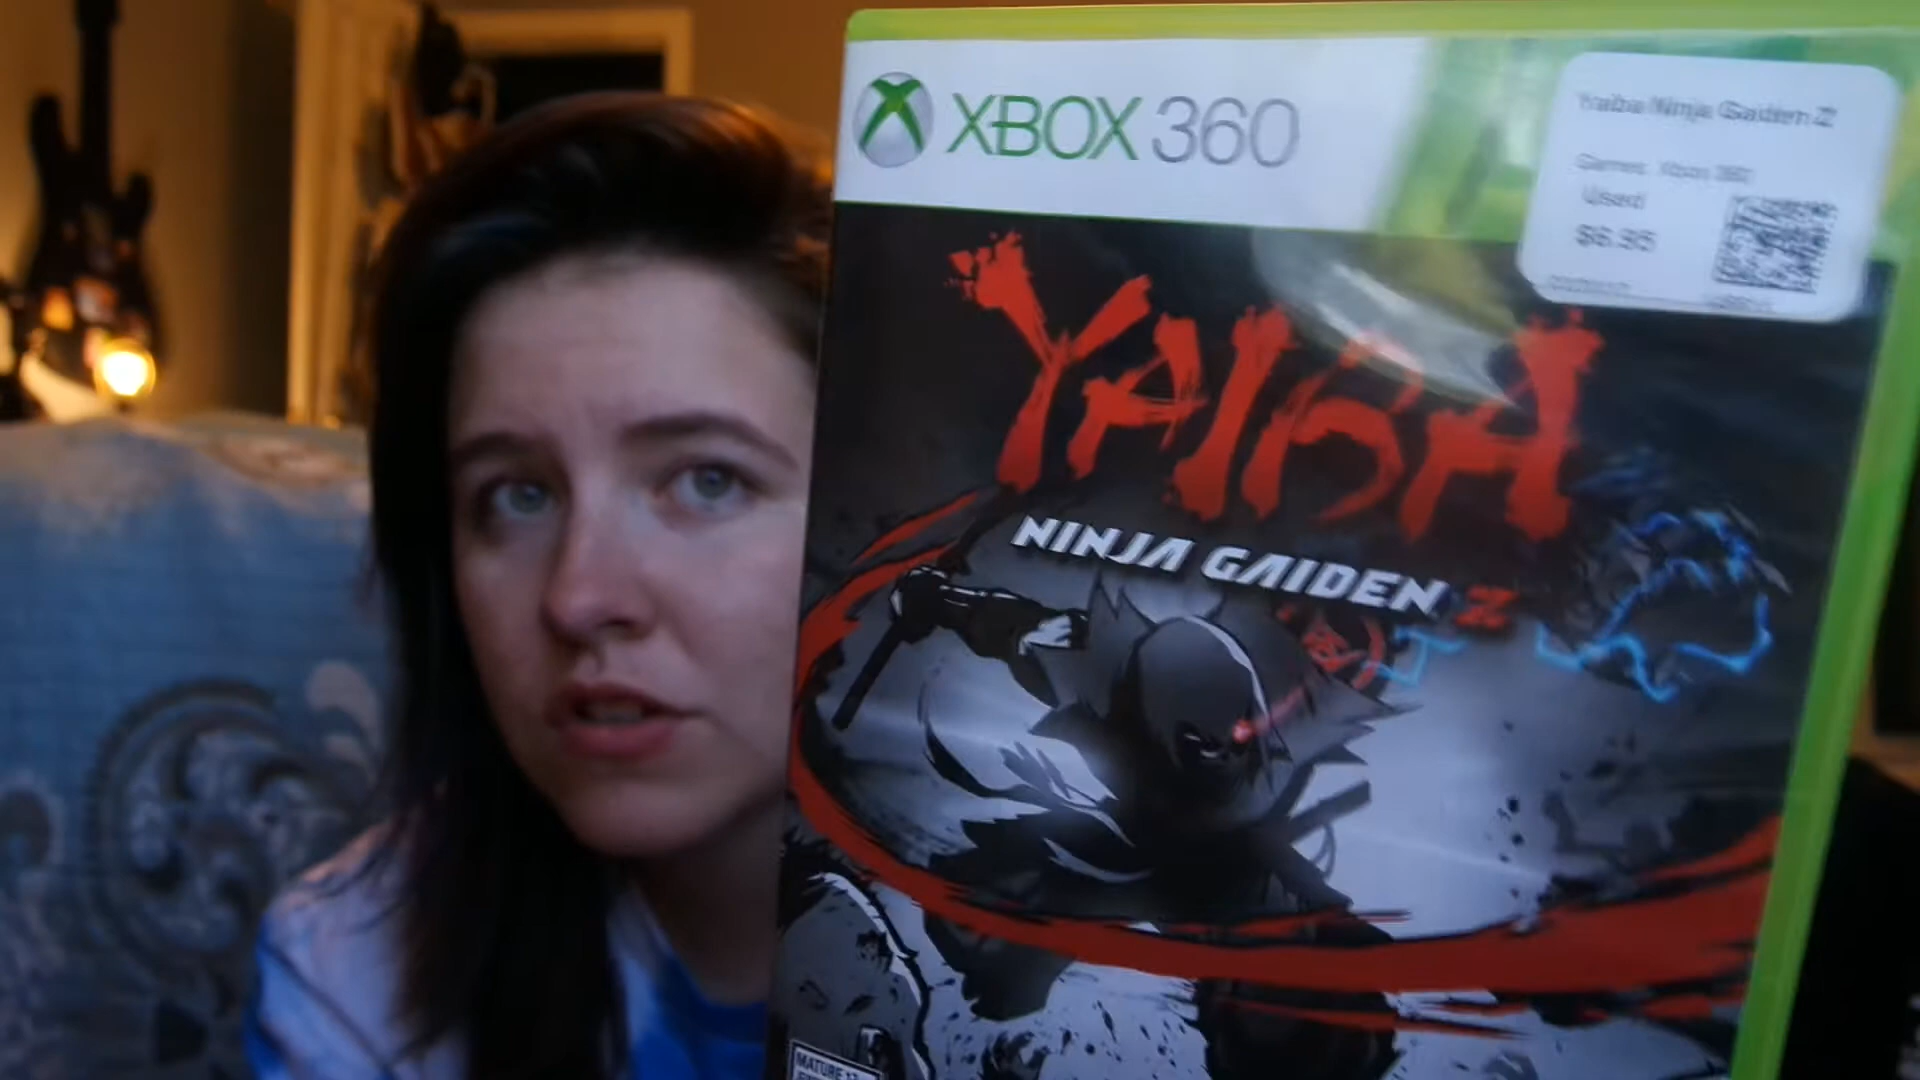 XBOX 360
Yaiba Ninja Gaiden Z
Games Xbox 360
Used
$6.95
YAIBA
NINJA GAIDEN Z
MATURE 17